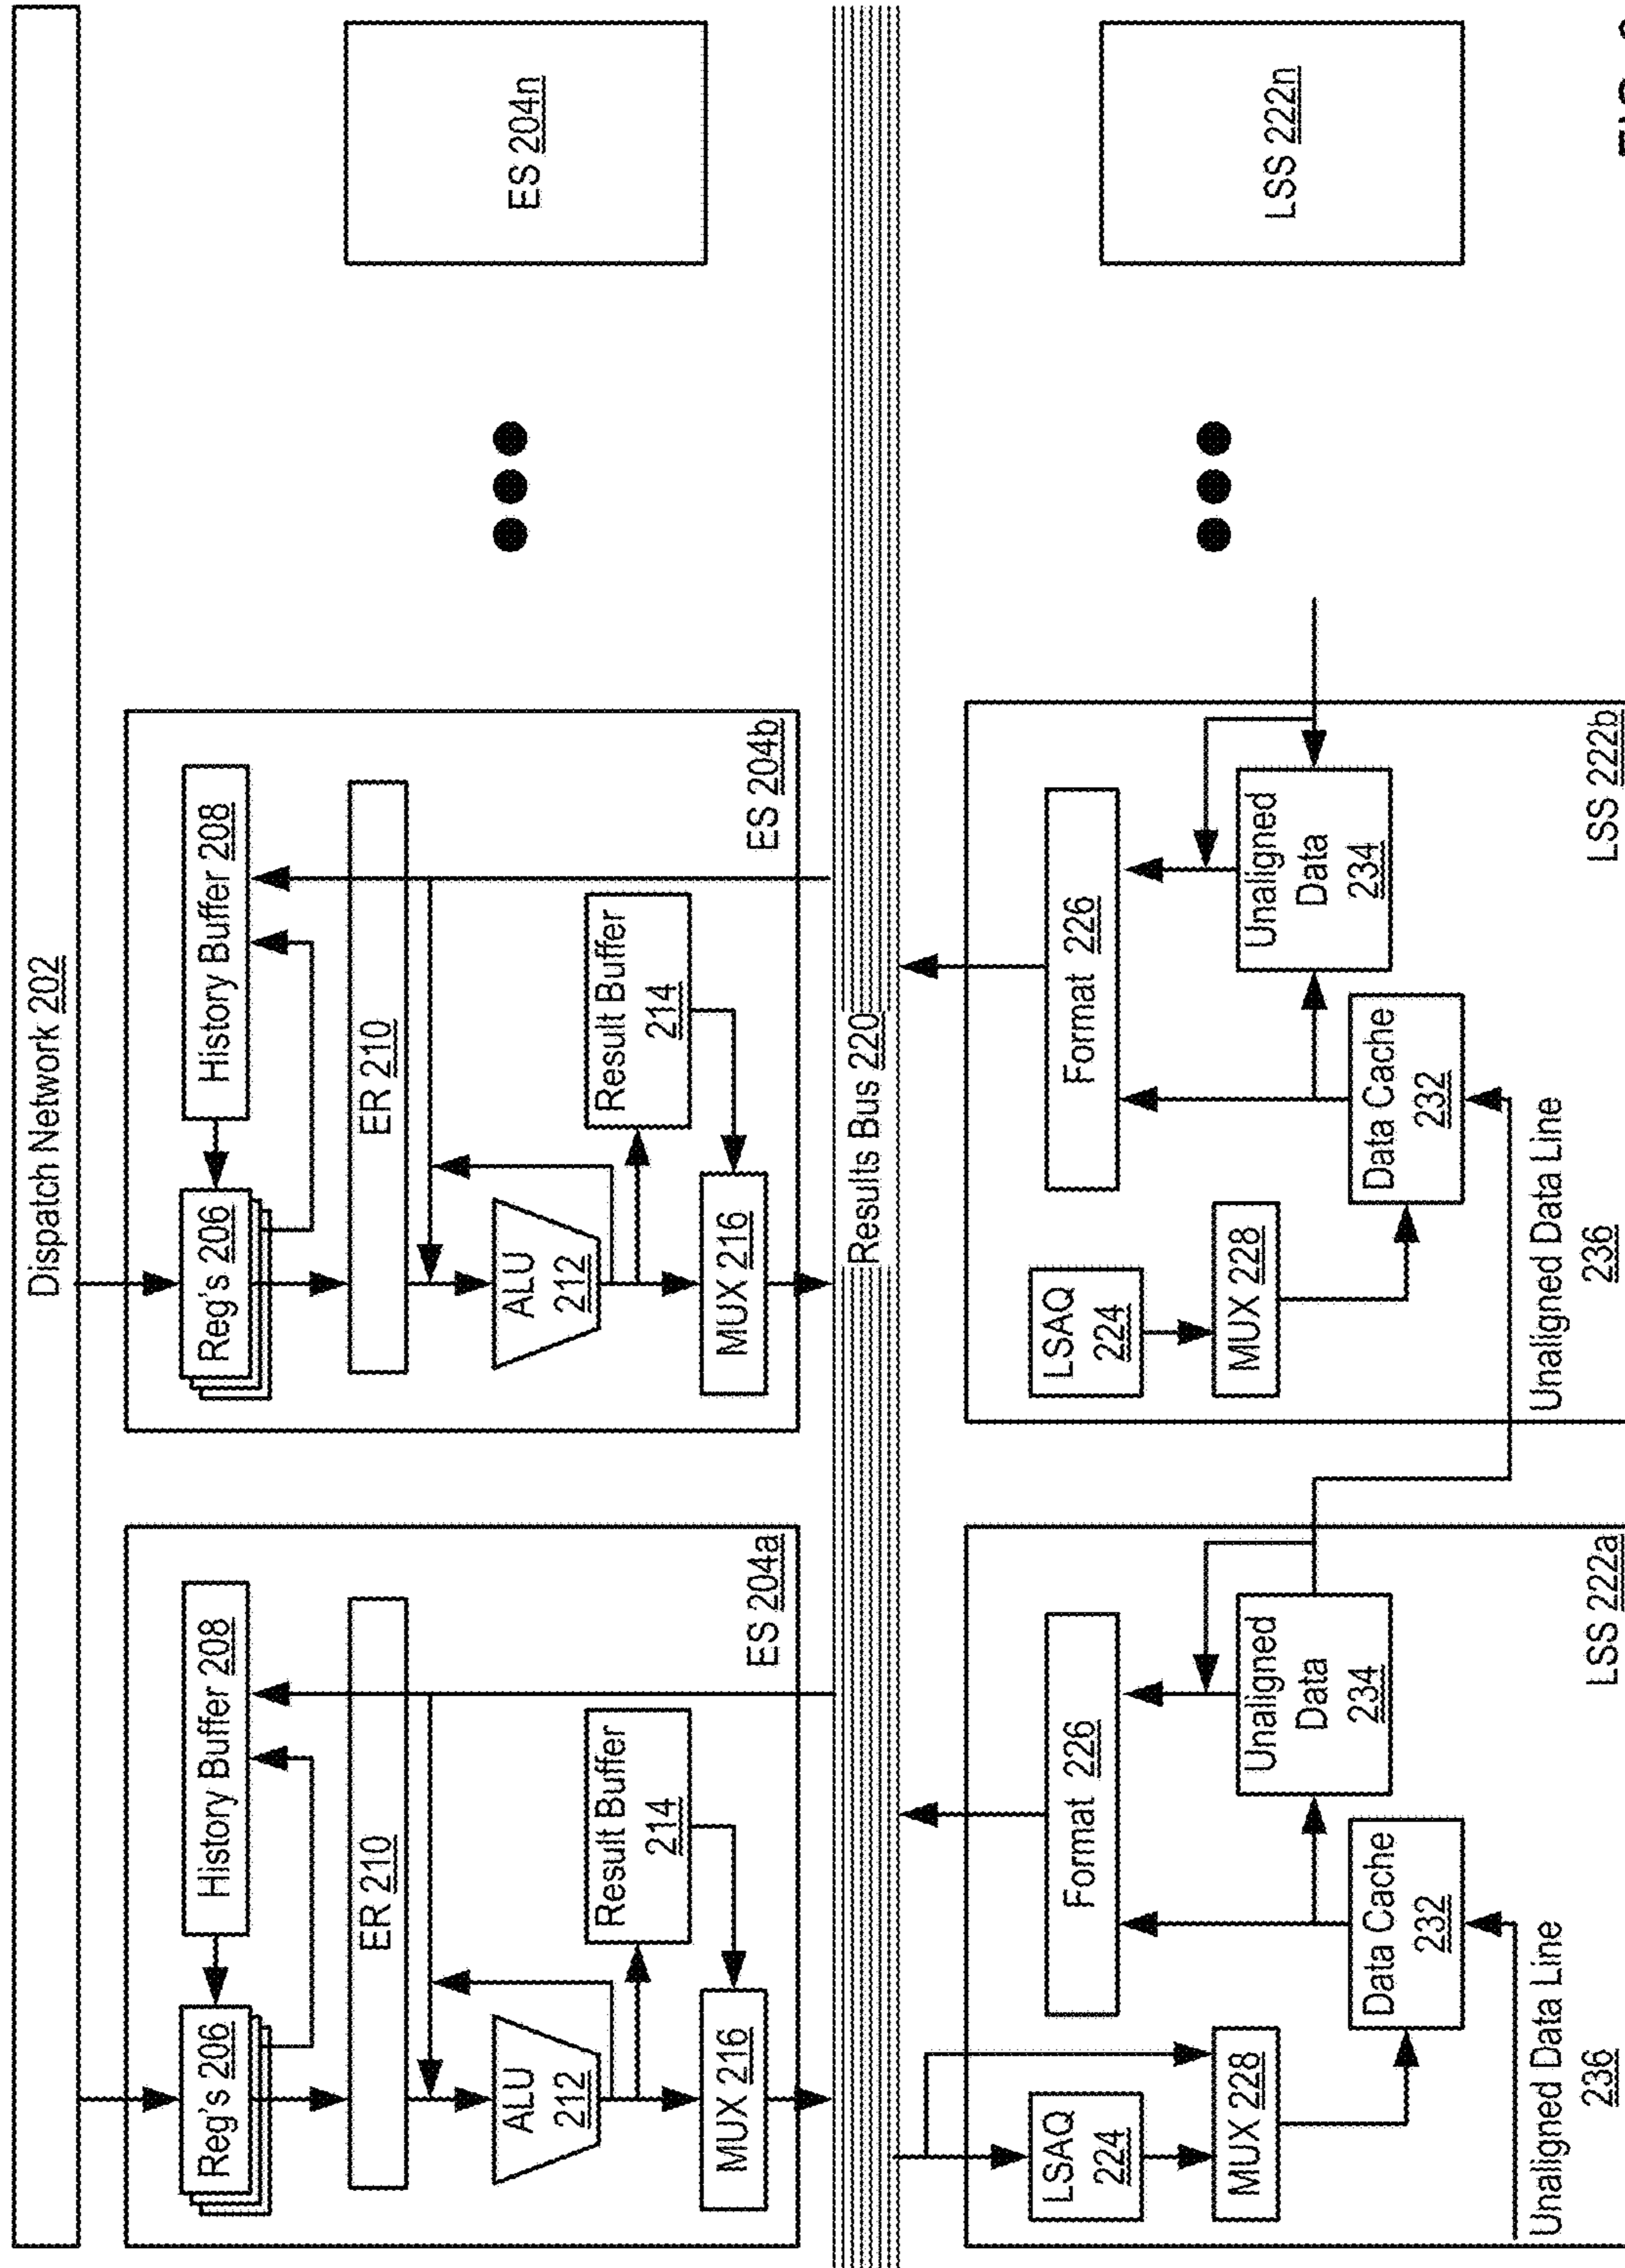 Dispatch Network 202
Reg's 206
History Buffer 208
ER 210
ALU
212
Result Buffer
214
MUX 216
ES 204a
Reg's 206
History Buffer 208
ER 210
ALU
212
Result Buffer
214
MUX 216
ES 204b
ES 204n
Results Bus 220
LSAQ
224
MUX 228
Format 226
Data Cache
232
Unaligned
Data
234
Unaligned Data Line
236
LSS 222a
LSAQ
224
MUX 228
Format 226
Data Cache
232
Unaligned
Data
234
Unaligned Data Line
236
LSS 222b
LSS 222n